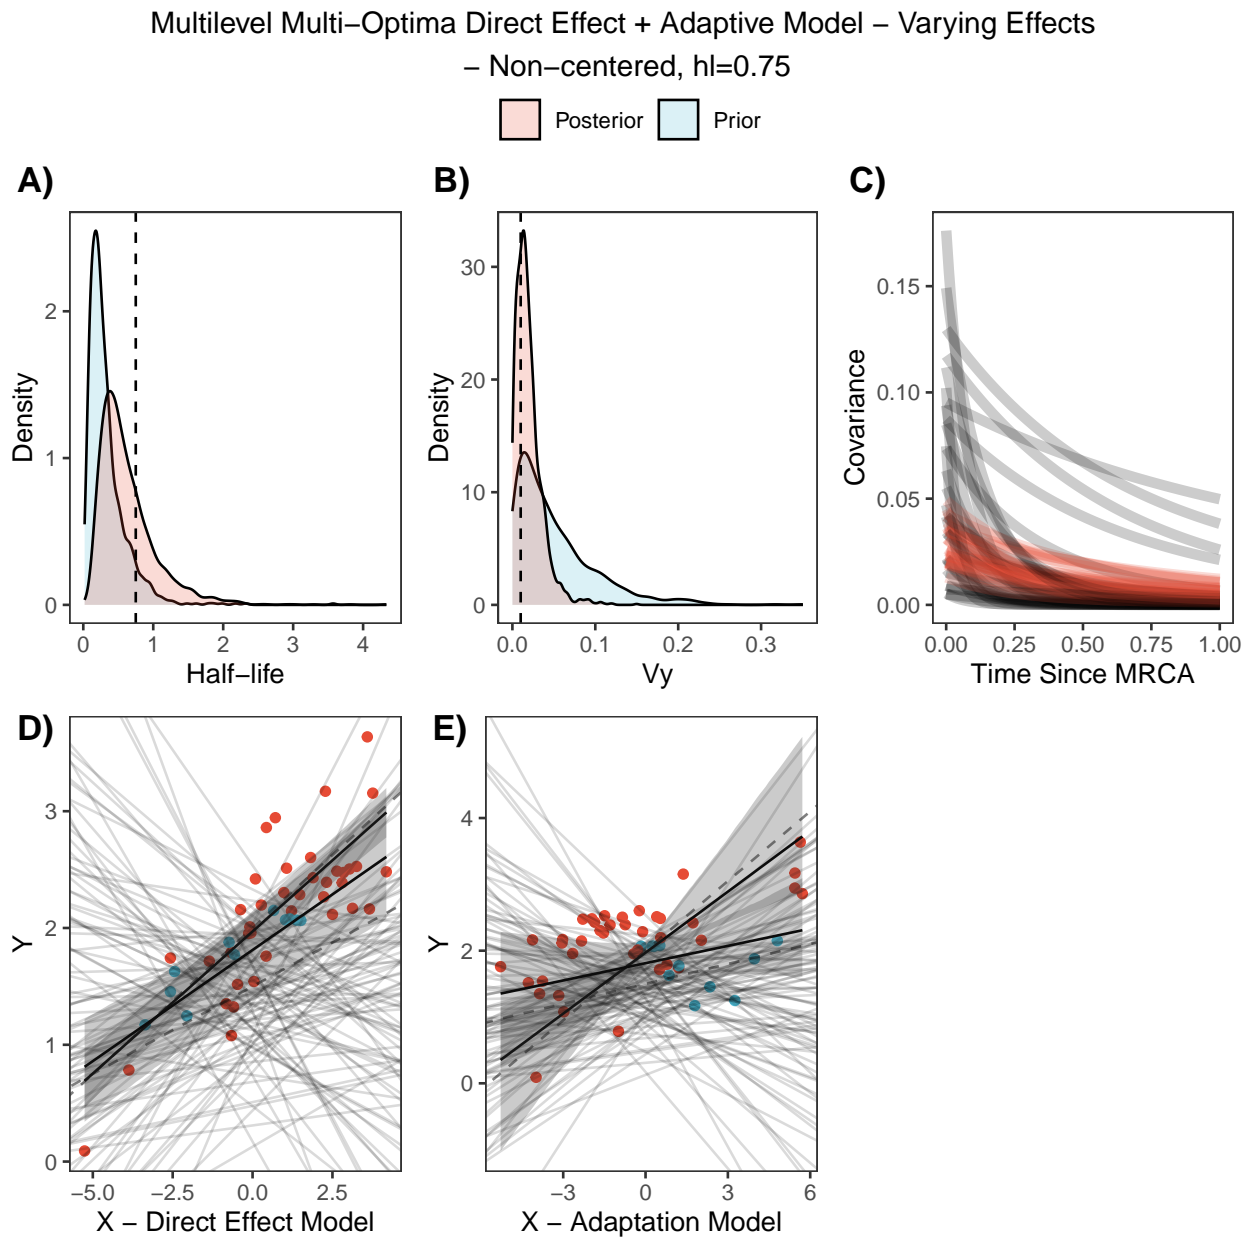 Multilevel Multi−Optima Direct Effect + Adaptive Model − Varying Effects
− Non−centered, hl=0.75
Posterior
Prior
A)
B)
C)
Density
0
1
2
0
1
2
3
4
Half−life
Density
0
10
20
30
0.0
0.1
0.2
0.3
Vy
Covariance
0.00
0.05
0.10
0.15
0.00
0.25
0.50
0.75
1.00
Time Since MRCA
D)
E)
Y
0
1
2
3
−5.0
−2.5
0.0
2.5
X − Direct Effect Model
Y
0
2
4
−3
0
3
6
X − Adaptation Model